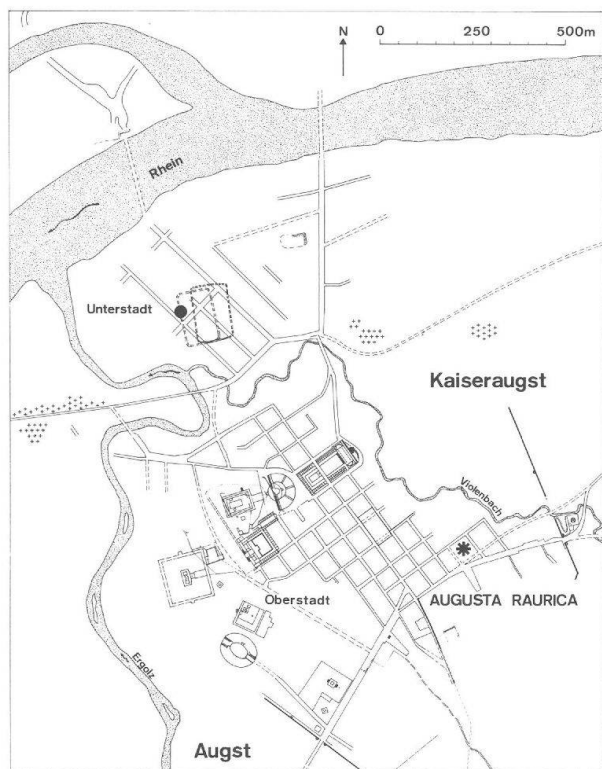 N 0 250 500m
Rhein
Unterstadt
Kaiseraugst
Violenbach
Oberstadt
AUGUSTA RAURICA
Ergolz
Augst